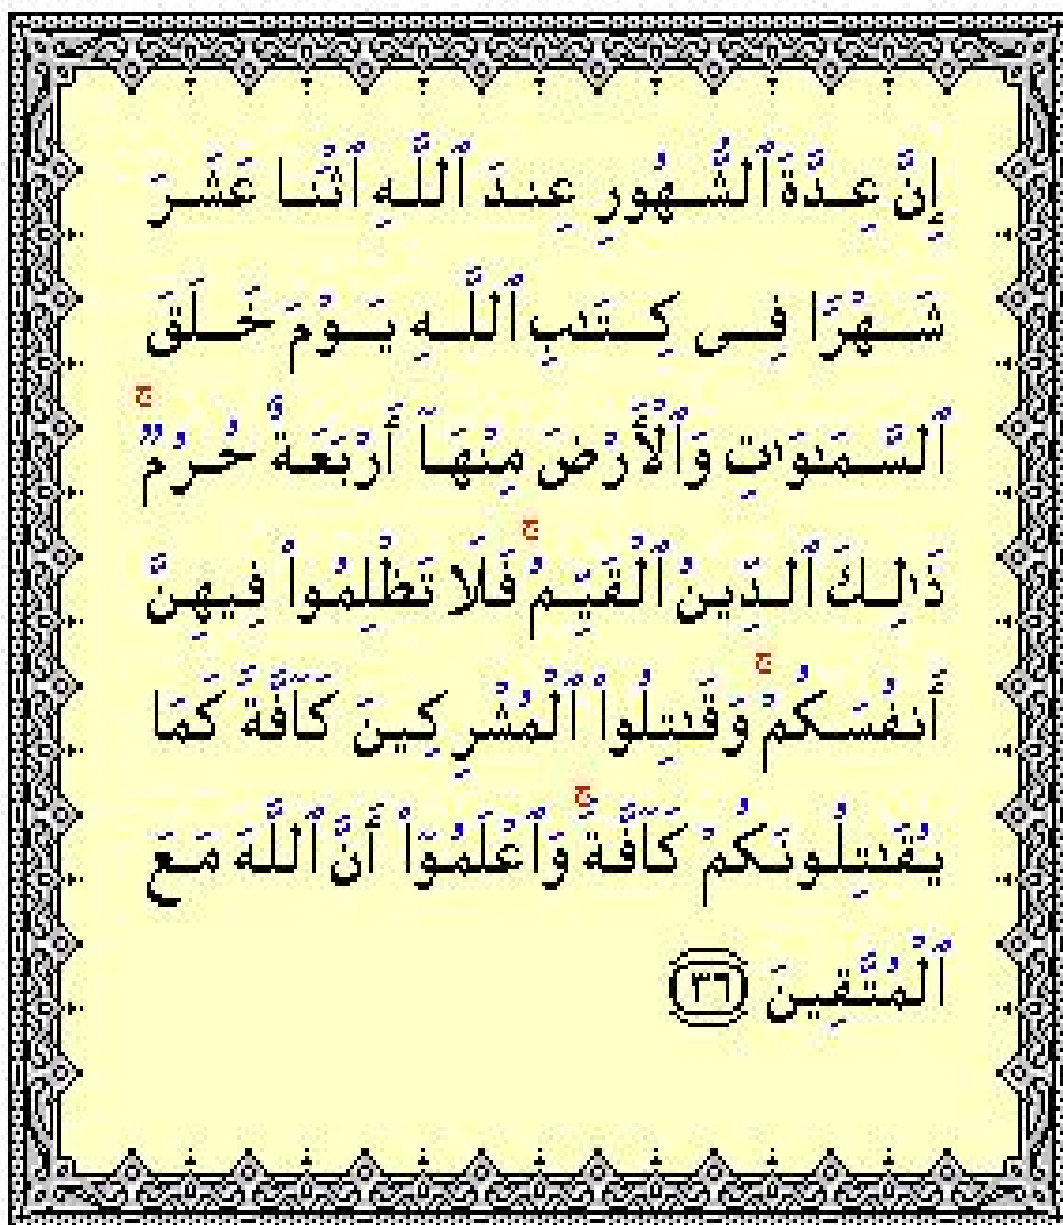 إِنَّ عِدَّةَ ٱلشُّهُورِ عِندَ ٱللَّهِ ٱثْنَا عَشَرَ
شَهْرًا فِى كِتَـٰبِ ٱللَّهِ يَوْمَ خَلَقَ
ٱلسَّمَـٰوَٰتِ وَٱلْأَرْضَ مِنْهَآ أَرْبَعَةٌ حُرُمٌ ۚ
ذَٰلِكَ ٱلدِّينُ ٱلْقَيِّمُ ۚ فَلَا تَظْلِمُوا۟ فِيهِنَّ
أَنفُسَكُمْ ۚ وَقَـٰتِلُوا۟ ٱلْمُشْرِكِينَ كَآفَّةً كَمَا
يُقَـٰتِلُونَكُمْ كَآفَّةً ۚ وَٱعْلَمُوٓا۟ أَنَّ ٱللَّهَ مَعَ
ٱلْمُتَّقِينَ ٣٦